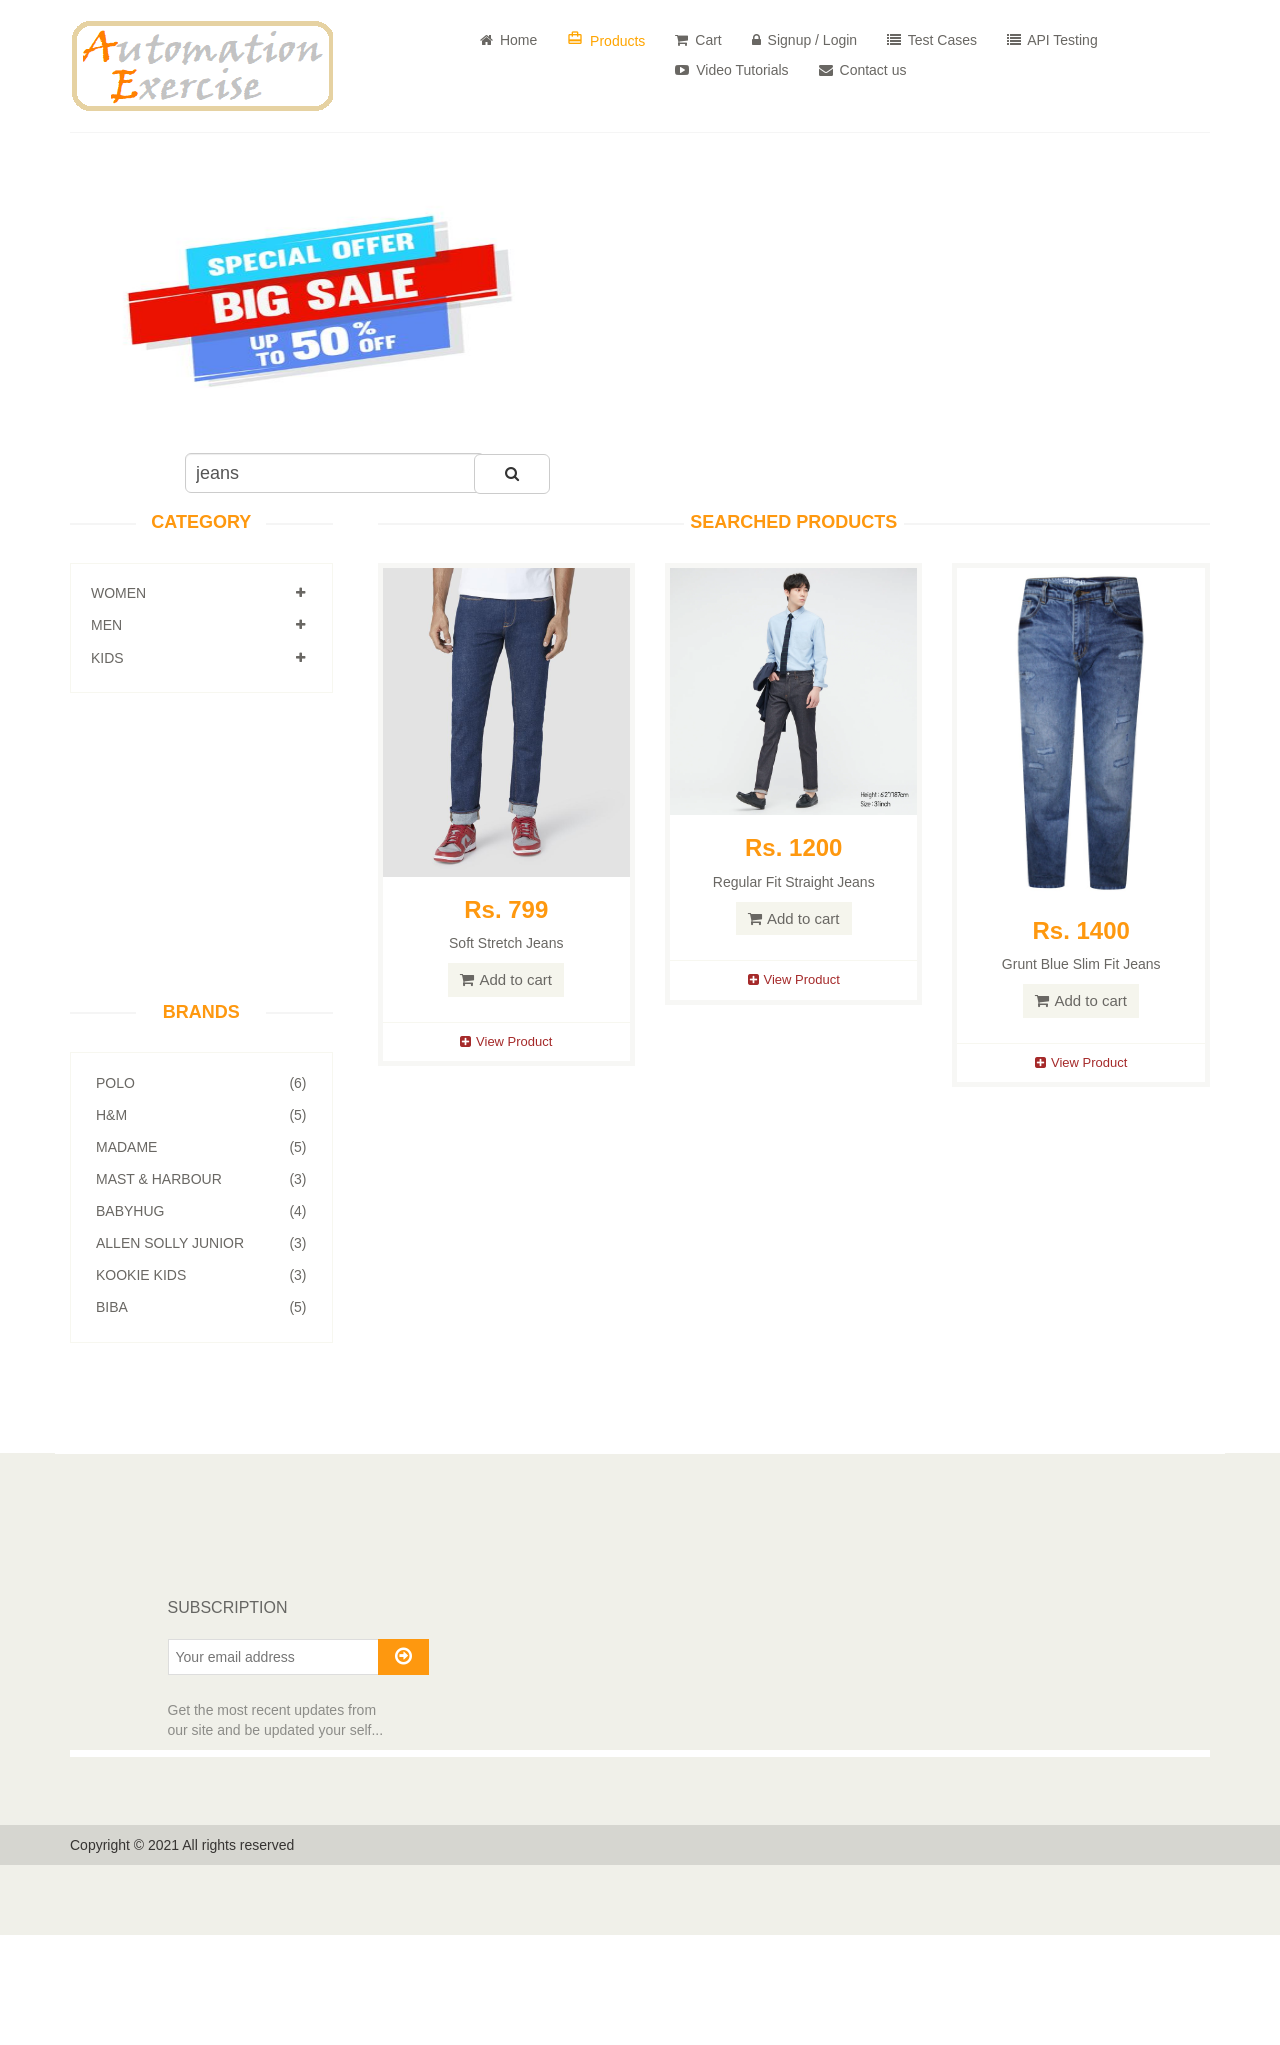 Automation
Exercise
Home
Products
Cart
Signup / Login
Test Cases
API Testing
Video Tutorials
Contact us
SPECIAL OFFER
BIG SALE
UP TO 50% OFF
jeans
CATEGORY
WOMEN
MEN
KIDS
SEARCHED PRODUCTS
Rs. 799
Soft Stretch Jeans
Add to cart
View Product
Height : 6'2"/187cm
Size : 31inch
Rs. 1200
Regular Fit Straight Jeans
Add to cart
View Product
Rs. 1400
Grunt Blue Slim Fit Jeans
Add to cart
View Product
BRANDS
POLO (6)
H&M (5)
MADAME (5)
MAST & HARBOUR (3)
BABYHUG (4)
ALLEN SOLLY JUNIOR (3)
KOOKIE KIDS (3)
BIBA (5)
SUBSCRIPTION
Your email address
Get the most recent updates from
our site and be updated your self...
Copyright © 2021 All rights reserved